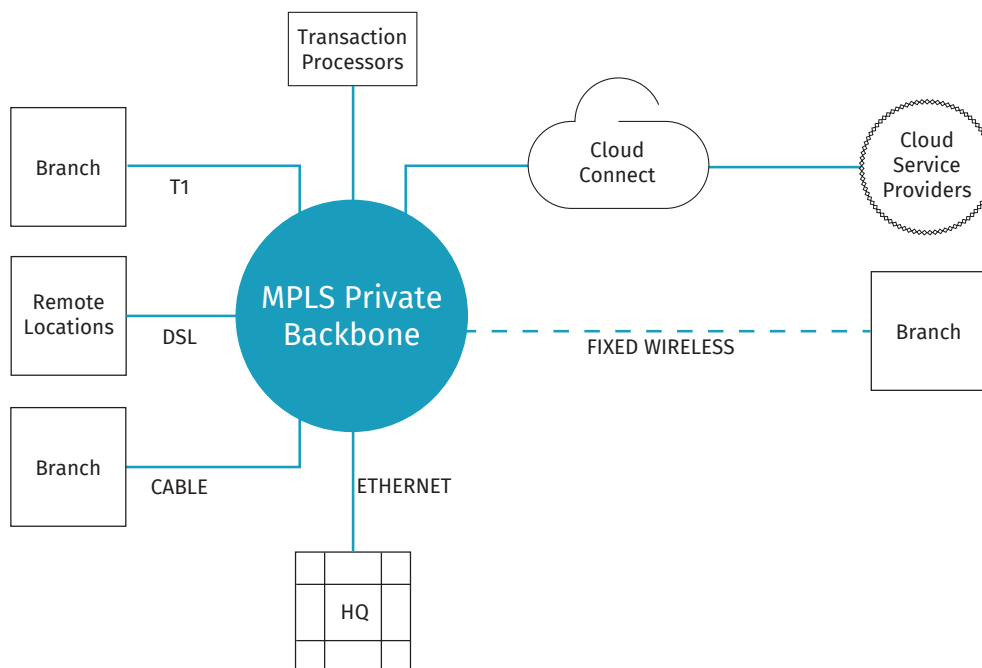 Transaction
Processors
Branch
T1
Cloud
Connect
Cloud
Service
Providers
Remote
Locations
DSL
MPLS Private
Backbone
FIXED WIRELESS
Branch
Branch
CABLE
ETHERNET
HQ